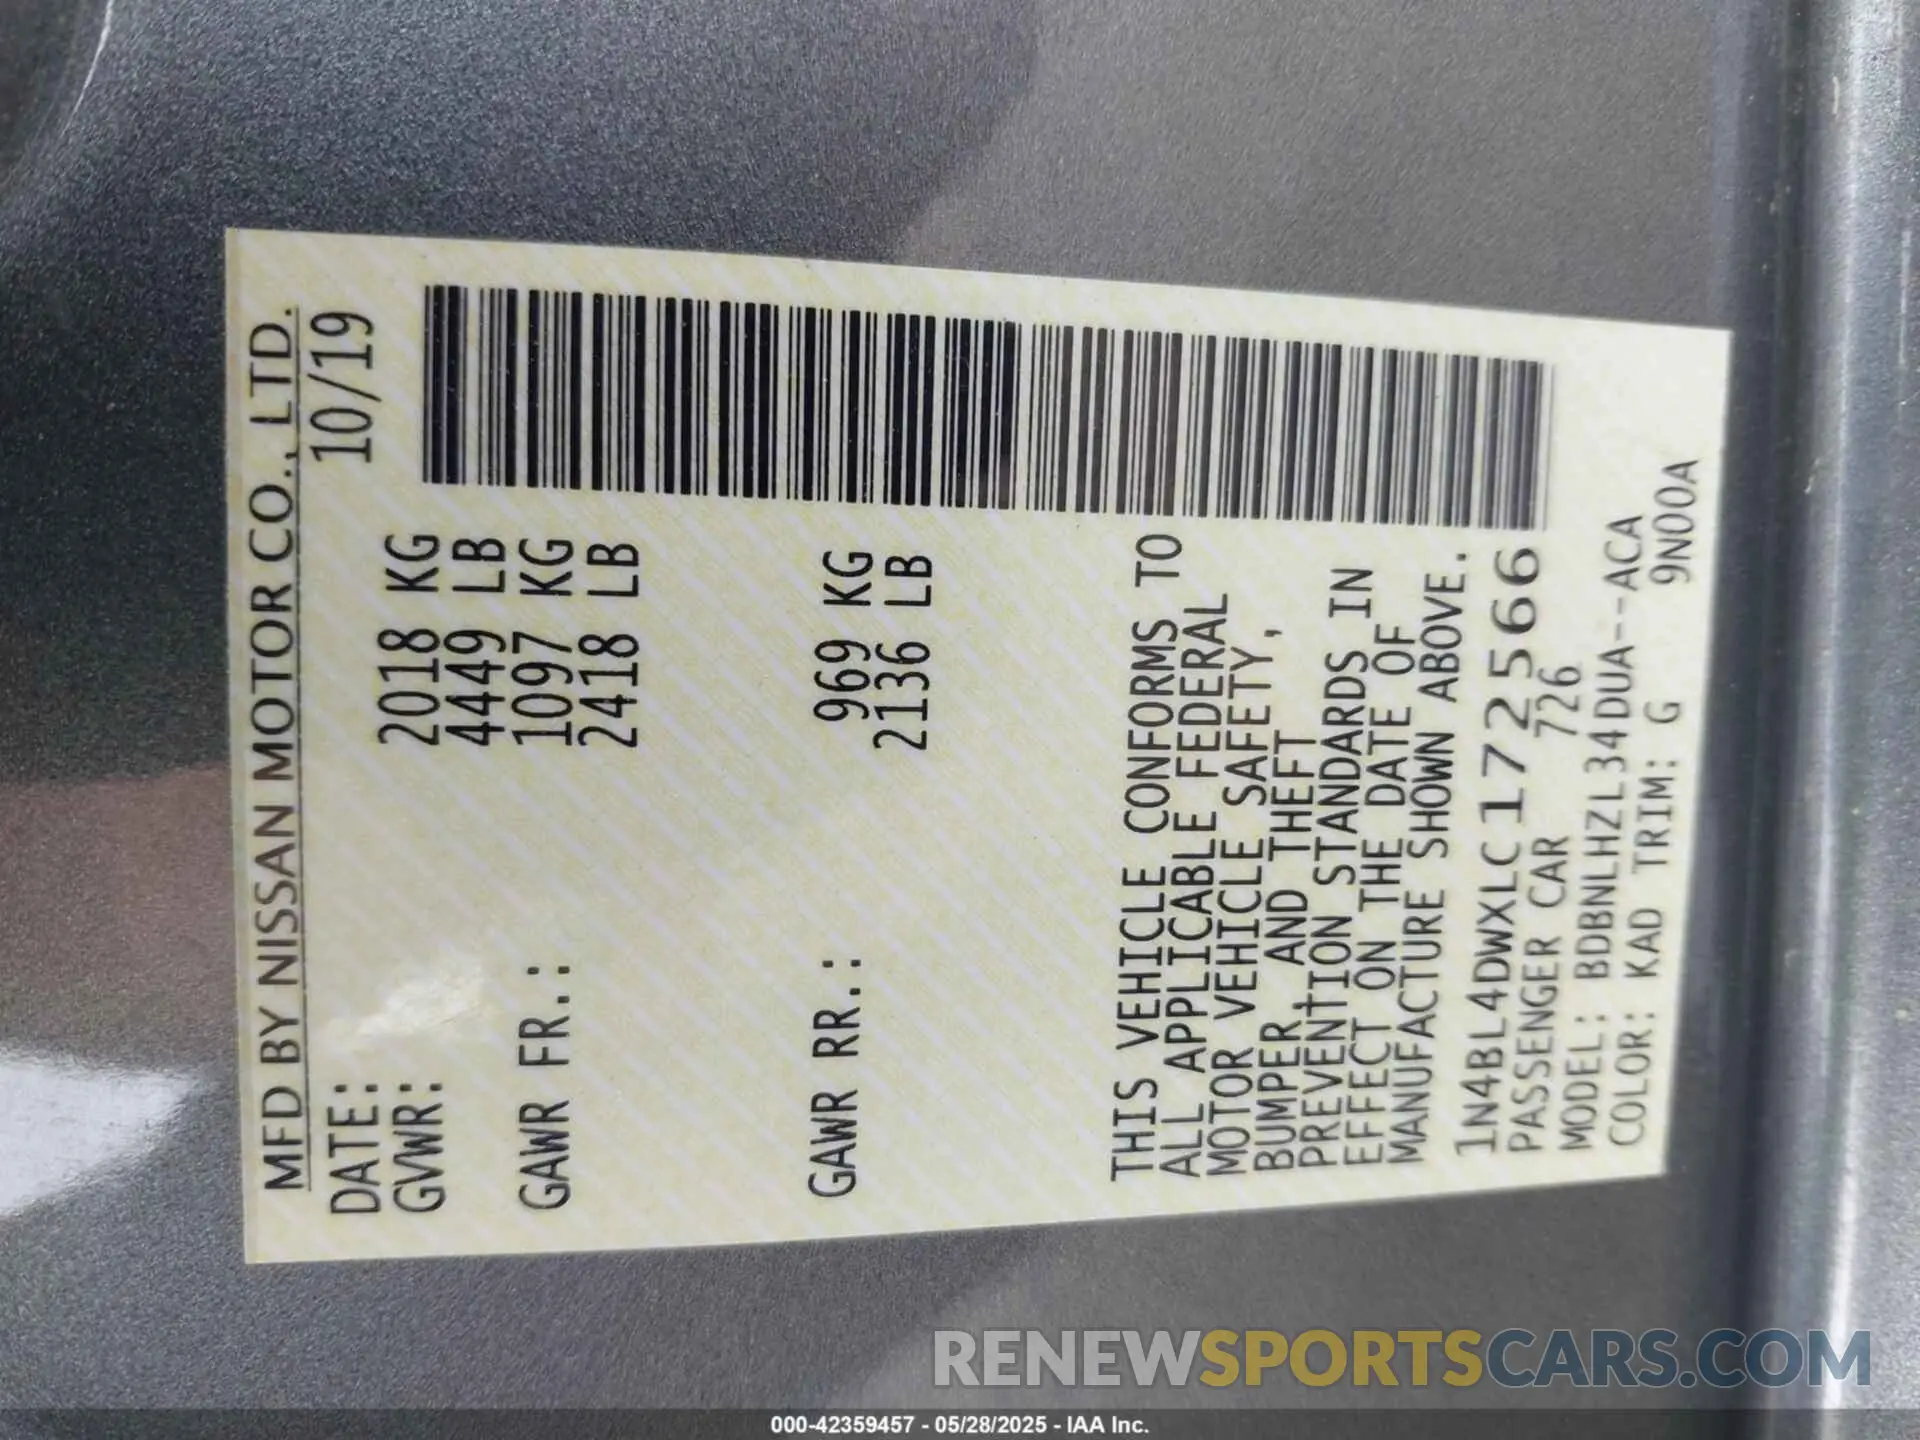 MFD BY NISSAN MOTOR CO., LTD.
DATE: 10/19
GVWR: 2018 KG
4449 LB
GAWR FR.: 1097 KG
2418 LB
GAWR RR.: 969 KG
2136 LB
THIS VEHICLE CONFORMS TO
ALL APPLICABLE FEDERAL
MOTOR VEHICLE SAFETY,
BUMPER, AND THEFT
PREVENTION STANDARDS IN
EFFECT ON THE DATE OF
MANUFACTURE SHOWN ABOVE.
1N4BL4DWXLC172566
PASSENGER CAR 726
MODEL: BDBNLHZL34DUA--ACA
COLOR: KAD TRIM: G 9N00A
RENEWSPORTSCARS.COM
000-42359457 - 05/28/2025 - IAA Inc.